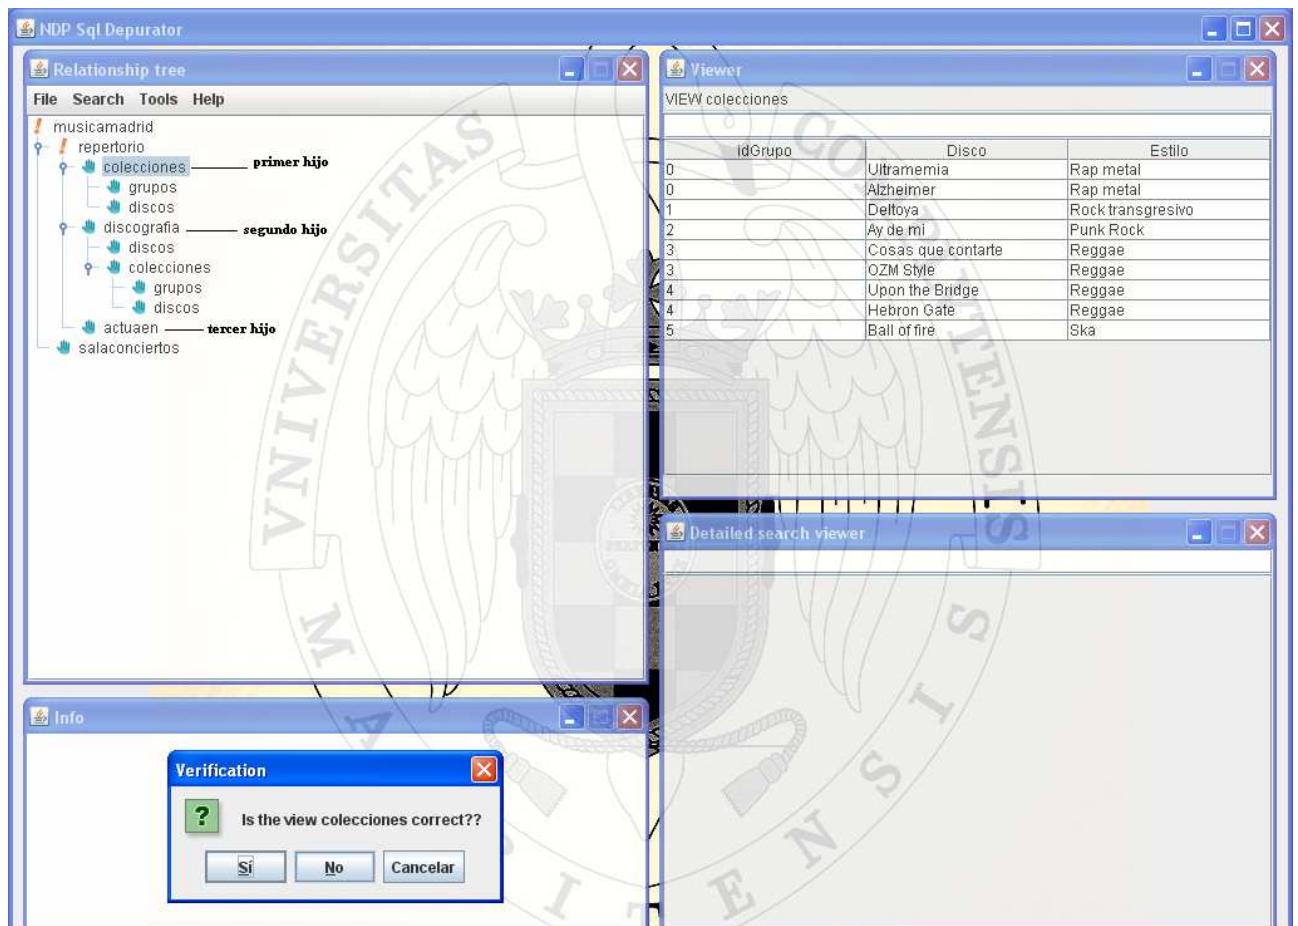 NDP Sql Depurator
Relationship tree
File Search Tools Help
musicamadrid
repertorio
colecciones primer hijo
grupos
discos
discografia segundo hijo
discos
colecciones
grupos
discos
actuaen tercer hijo
salaconciertos
Viewer
VIEW colecciones
idGrupo Disco Estilo
0 Ultramemia Rap metal
0 Alzheimer Rap metal
1 Deltoya Rock transgresivo
2 Ay de mi Punk Rock
3 Cosas que contarte Reggae
3 OZM Style Reggae
4 Upon the Bridge Reggae
4 Hebron Gate Reggae
5 Ball of fire Ska
Detailed search viewer
Info
Verification
? Is the view colecciones correct??
Sí No Cancelar
VNIVERSITAS
COMPLVTENSIS